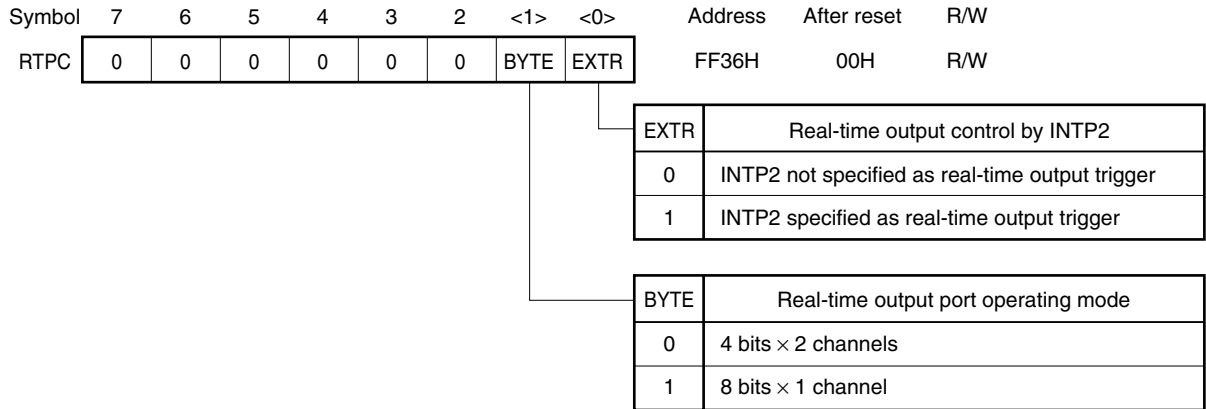 Symbol 7 6 5 4 3 2 <1> <0> Address After reset R/W
RTPC 0 0 0 0 0 0 BYTE EXTR FF36H 00H R/W
EXTR Real-time output control by INTP2
0 INTP2 not specified as real-time output trigger
1 INTP2 specified as real-time output trigger
BYTE Real-time output port operating mode
0 4 bits × 2 channels
1 8 bits × 1 channel